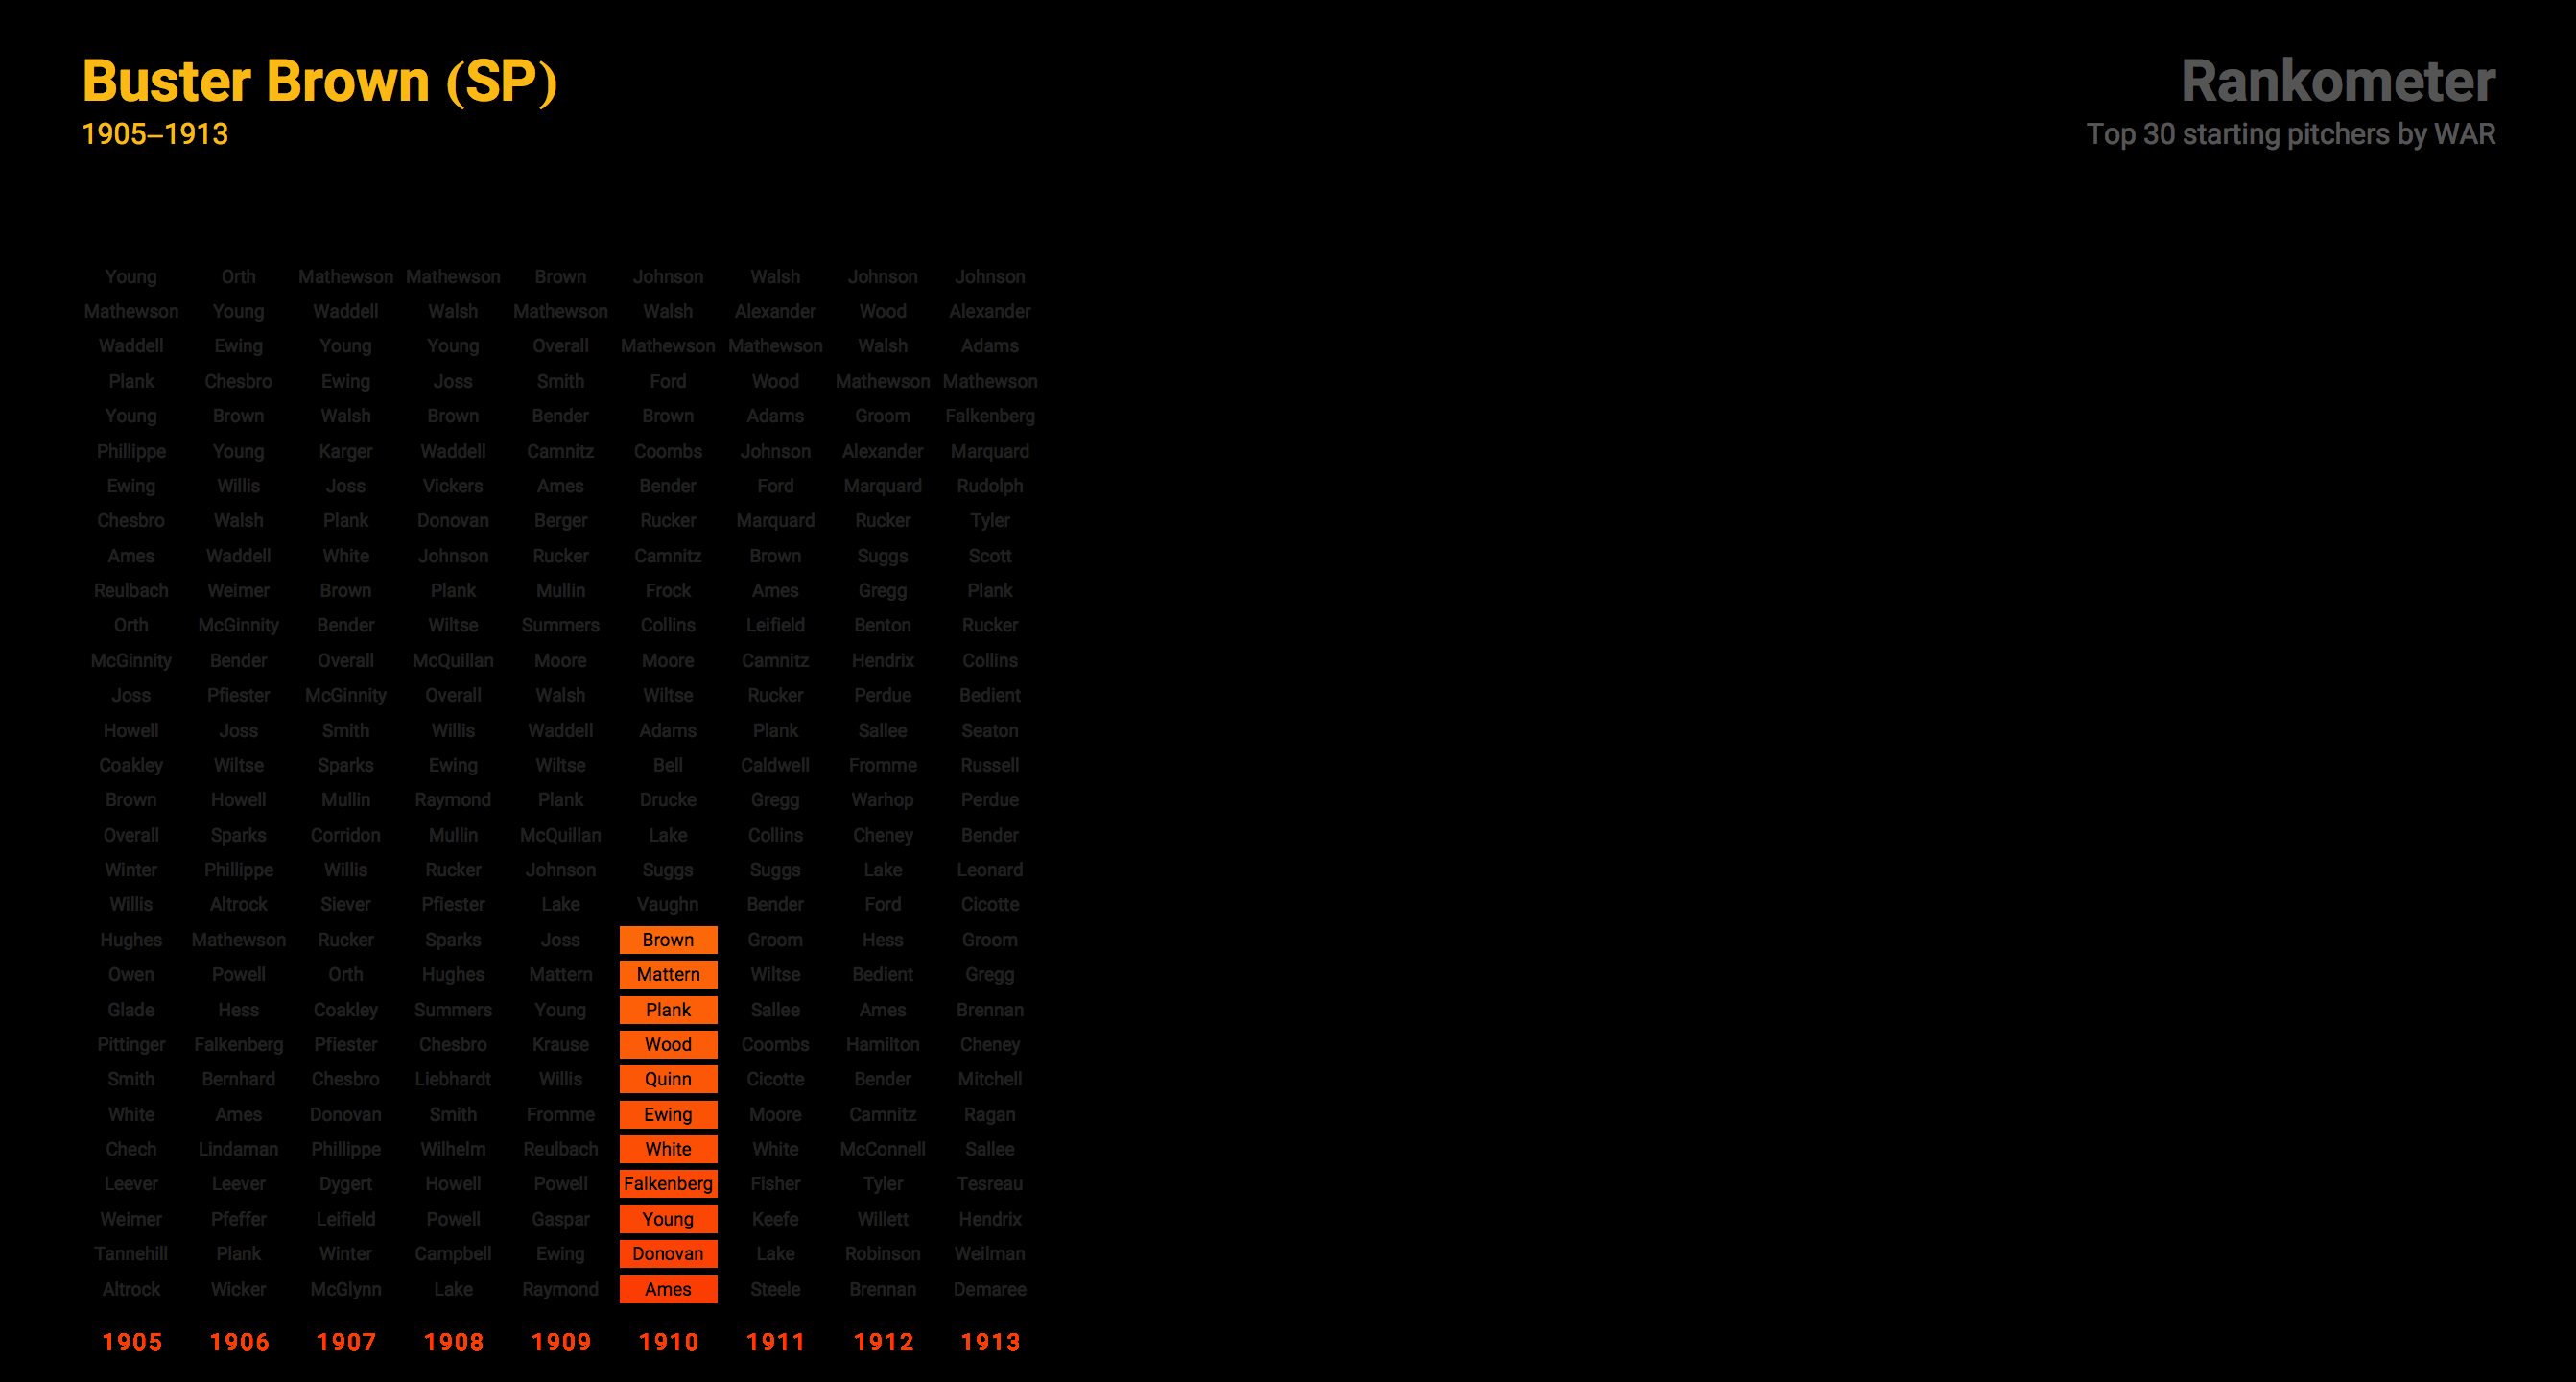 Buster Brown (SP)
1905–1913
Rankometer
Top 30 starting pitchers by WAR
Young Orth Mathewson Mathewson Brown Johnson Walsh Johnson Johnson
Mathewson Young Waddell Walsh Mathewson Walsh Alexander Wood Alexander
Waddell Ewing Young Young Overall Mathewson Mathewson Walsh Adams
Plank Chesbro Ewing Joss Smith Ford Wood Mathewson Mathewson
Young Brown Walsh Brown Bender Brown Adams Groom Falkenberg
Phillippe Young Karger Waddell Camnitz Coombs Johnson Alexander Marquard
Ewing Willis Joss Vickers Ames Bender Ford Marquard Rudolph
Chesbro Walsh Plank Donovan Berger Rucker Marquard Rucker Tyler
Ames Waddell White Johnson Rucker Camnitz Brown Suggs Scott
Reulbach Weimer Brown Plank Mullin Frock Ames Gregg Plank
Orth McGinnity Bender Wiltse Summers Collins Leifield Benton Rucker
McGinnity Bender Overall McQuillan Moore Moore Camnitz Hendrix Collins
Joss Pfiester McGinnity Overall Walsh Wiltse Rucker Perdue Bedient
Howell Joss Smith Willis Waddell Adams Plank Sallee Seaton
Coakley Wiltse Sparks Ewing Wiltse Bell Caldwell Fromme Russell
Brown Howell Mullin Raymond Plank Drucke Gregg Warhop Perdue
Overall Sparks Corridon Mullin McQuillan Lake Collins Cheney Bender
Winter Phillippe Willis Rucker Johnson Suggs Suggs Lake Leonard
Willis Altrock Siever Pfiester Lake Vaughn Bender Ford Cicotte
Hughes Mathewson Rucker Sparks Joss Brown Groom Hess Groom
Owen Powell Orth Hughes Mattern Mattern Wiltse Bedient Gregg
Glade Hess Coakley Summers Young Plank Sallee Ames Brennan
Pittinger Falkenberg Pfiester Chesbro Krause Wood Coombs Hamilton Cheney
Smith Bernhard Chesbro Liebhardt Willis Quinn Cicotte Bender Mitchell
White Ames Donovan Smith Fromme Ewing Moore Camnitz Ragan
Chech Lindaman Phillippe Wilhelm Reulbach White White McConnell Sallee
Leever Leever Dygert Howell Powell Falkenberg Fisher Tyler Tesreau
Weimer Pfeffer Leifield Powell Gaspar Young Keefe Willett Hendrix
Tannehill Plank Winter Campbell Ewing Donovan Lake Robinson Weilman
Altrock Wicker McGlynn Lake Raymond Ames Steele Brennan Demaree
1905 1906 1907 1908 1909 1910 1911 1912 1913